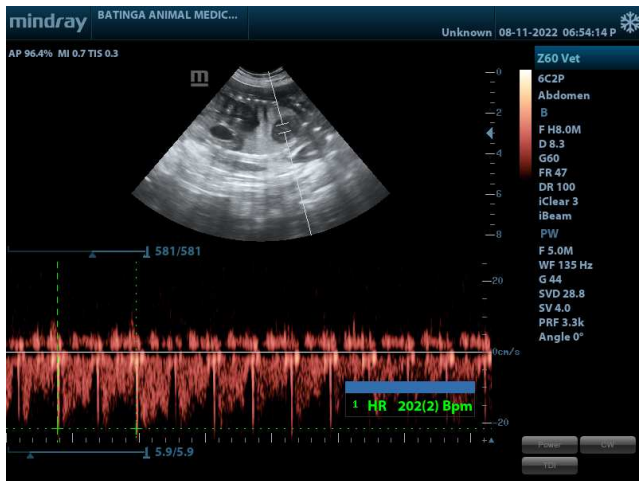 mindray
BATINGA ANIMAL MEDIC...
Unknown 08-11-2022 06:54:14 P
AP 96.4% MI 0.7 TIS 0.3
m
Z60 Vet
6C2P
Abdomen
B
F H8.0M
D 8.3
G60
FR 47
DR 100
iClear 3
iBeam
PW
F 5.0M
WF 135 Hz
G 44
SVD 28.8
SV 4.0
PRF 3.3k
Angle 0°
0
2
4
6
8
581/581
20
0cm/s
-20
1 HR 202(2) Bpm
5.9/5.9
Power
CW
TDI